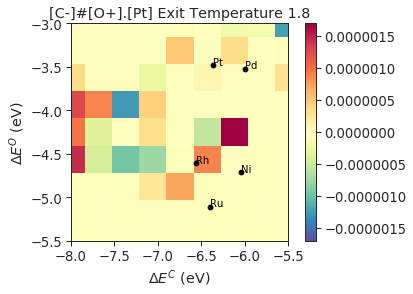 [C-]#[O+].[Pt] Exit Temperature 1.8
ΔE^O (eV)
-3.0
−3.5
−4.0
−4.5
−5.0
−5.5
Pt
Pd
Rh
Ni
Ru
−8.0 −7.5 −7.0 −6.5 −6.0 −5.5
ΔE^C (eV)
0.0000015
0.0000010
0.0000005
0.0000000
−0.0000005
−0.0000010
−0.0000015